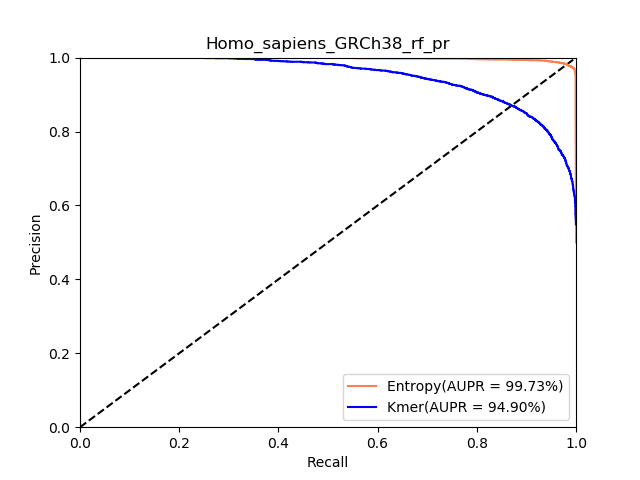 Homo_sapiens_GRCh38_rf_pr
1.0
0.8
0.6
0.4
0.2
0.0
Precision
Entropy(AUPR = 99.73%)
Kmer(AUPR = 94.90%)
0.0 0.2 0.4 0.6 0.8 1.0
Recall